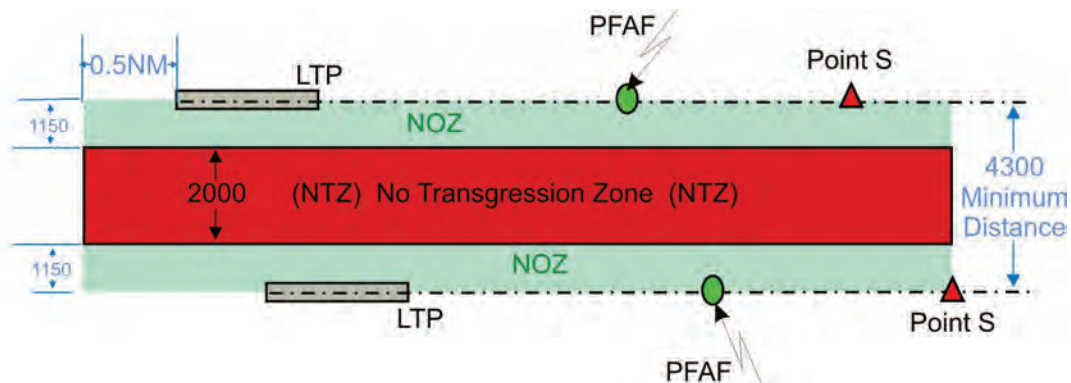 PFAF
0.5NM
LTP
Point S
1150
NOZ
2000 (NTZ) No Transgression Zone (NTZ)
4300
Minimum
Distance
1150
NOZ
LTP
Point S
PFAF